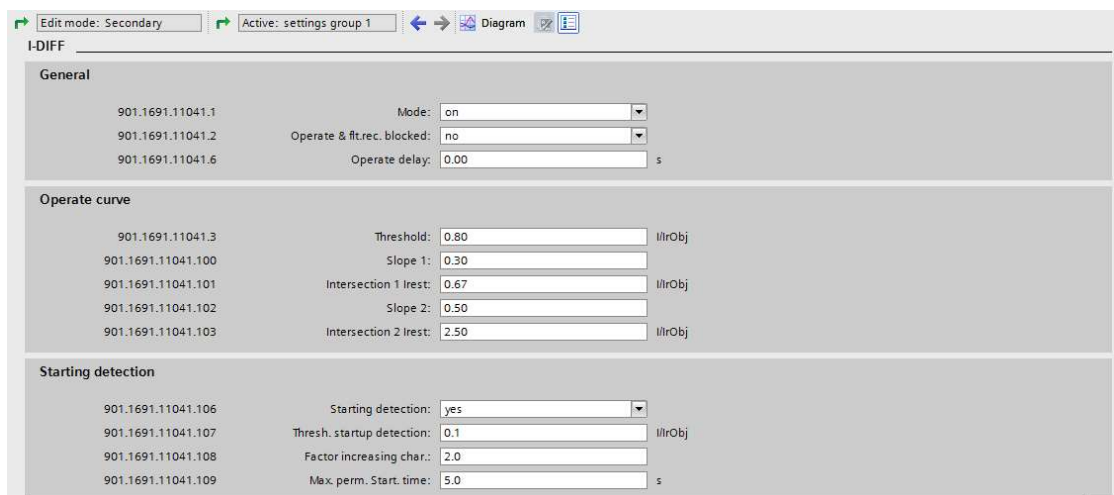 Edit mode: Secondary Active: settings group 1 Diagram
I-DIFF
General
901.1691.11041.1 Mode: on
901.1691.11041.2 Operate & flt.rec. blocked: no
901.1691.11041.6 Operate delay: 0.00 s
Operate curve
901.1691.11041.3 Threshold: 0.80 I/IrObj
901.1691.11041.100 Slope 1: 0.30
901.1691.11041.101 Intersection 1 Irest: 0.67 I/IrObj
901.1691.11041.102 Slope 2: 0.50
901.1691.11041.103 Intersection 2 Irest: 2.50 I/IrObj
Starting detection
901.1691.11041.106 Starting detection: yes
901.1691.11041.107 Thresh. startup detection: 0.1 I/IrObj
901.1691.11041.108 Factor increasing char.: 2.0
901.1691.11041.109 Max. perm. Start. time: 5.0 s